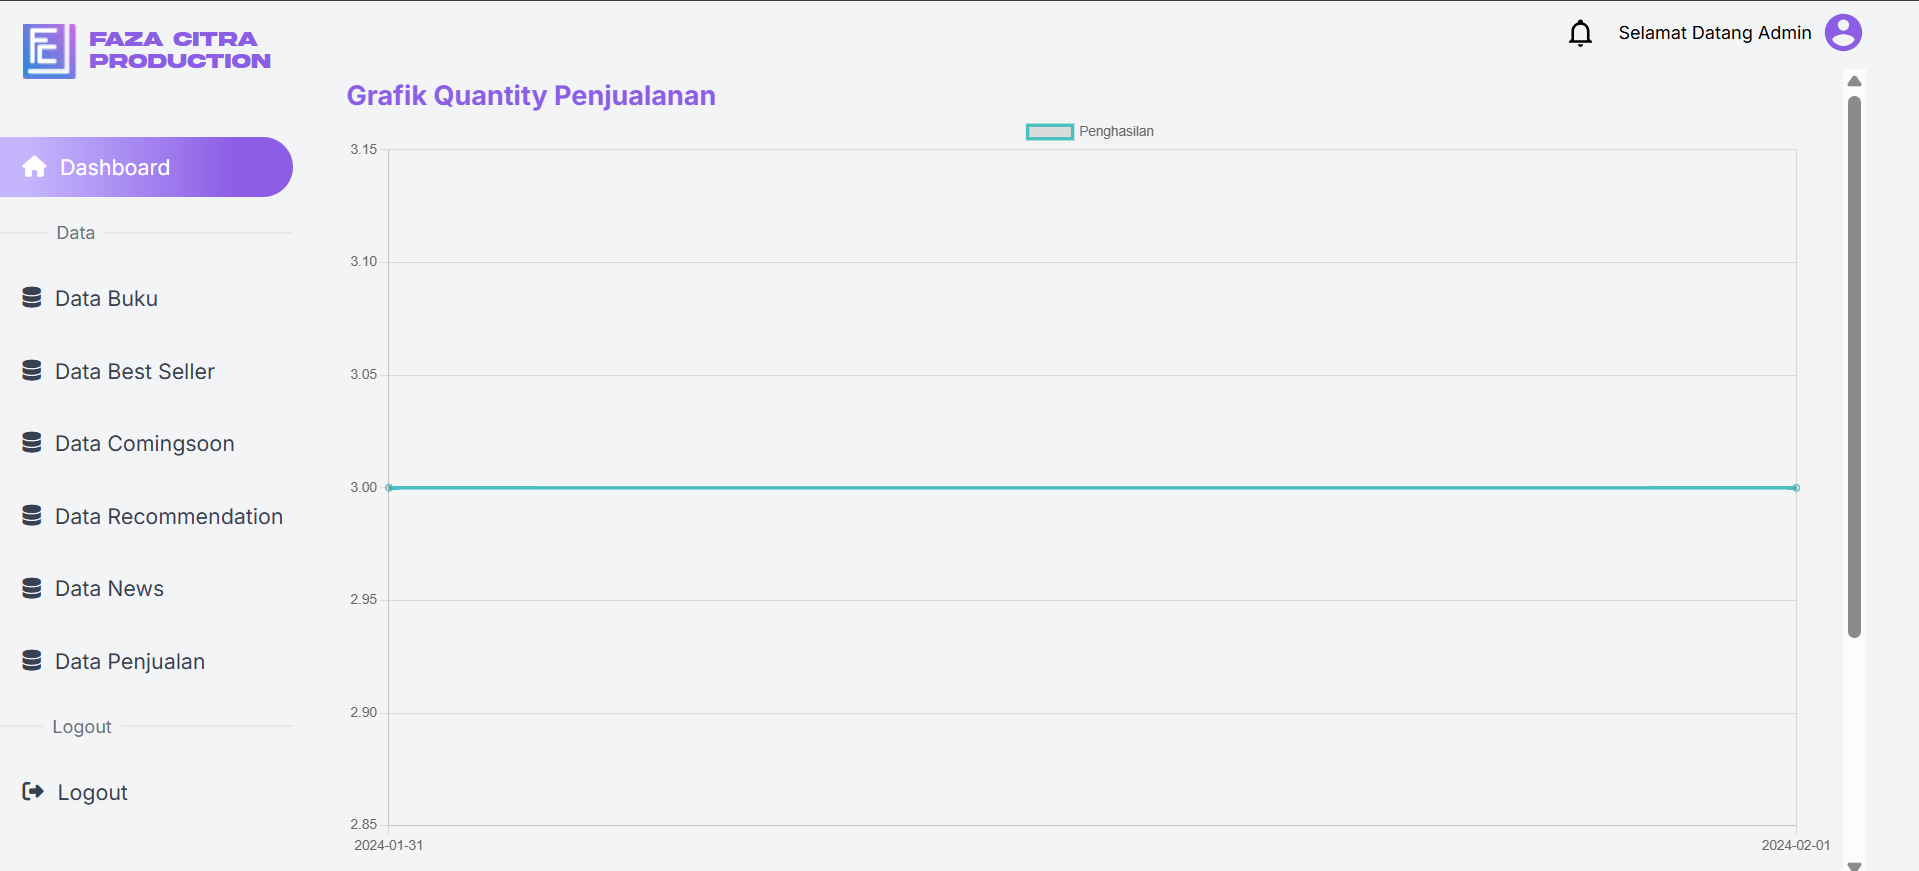 FAZA CITRA
PRODUCTION
Selamat Datang Admin
Dashboard
Data
Data Buku
Data Best Seller
Data Comingsoon
Data Recommendation
Data News
Data Penjualan
Logout
Logout
Grafik Quantity Penjualanan
Penghasilan
3.15
3.10
3.05
3.00
2.95
2.90
2.85
2024-01-31
2024-02-01